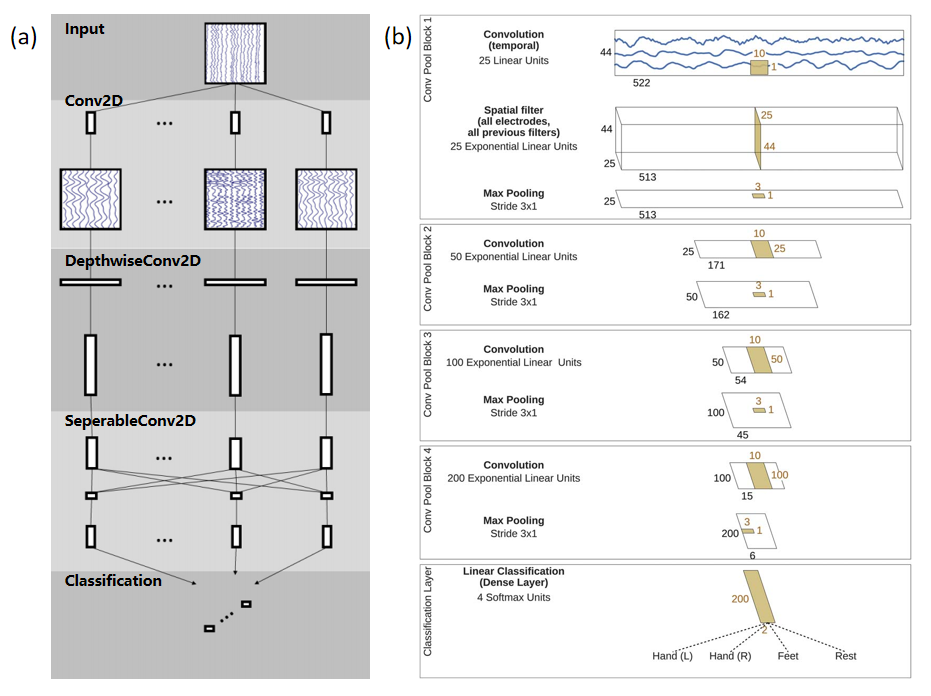 (a)
Input
Conv2D
...
...
DepthwiseConv2D
...
...
SeperableConv2D
...
...
Classification
...
(b)
Conv Pool Block 1
Convolution
(temporal)
25 Linear Units
44
10
1
522
Spatial filter
(all electrodes,
all previous filters)
25 Exponential Linear Units
44
25
25
44
513
Max Pooling
Stride 3x1
25
3
1
513
Conv Pool Block 2
Convolution
50 Exponential Linear Units
25
10
25
171
Max Pooling
Stride 3x1
50
3
1
162
Conv Pool Block 3
Convolution
100 Exponential Linear Units
50
10
50
54
Max Pooling
Stride 3x1
100
3
1
45
Conv Pool Block 4
Convolution
200 Exponential Linear Units
100
10
100
15
Max Pooling
Stride 3x1
200
3
1
6
Classification Layer
Linear Classification
(Dense Layer)
4 Softmax Units
200
2
Hand (L) Hand (R) Feet Rest